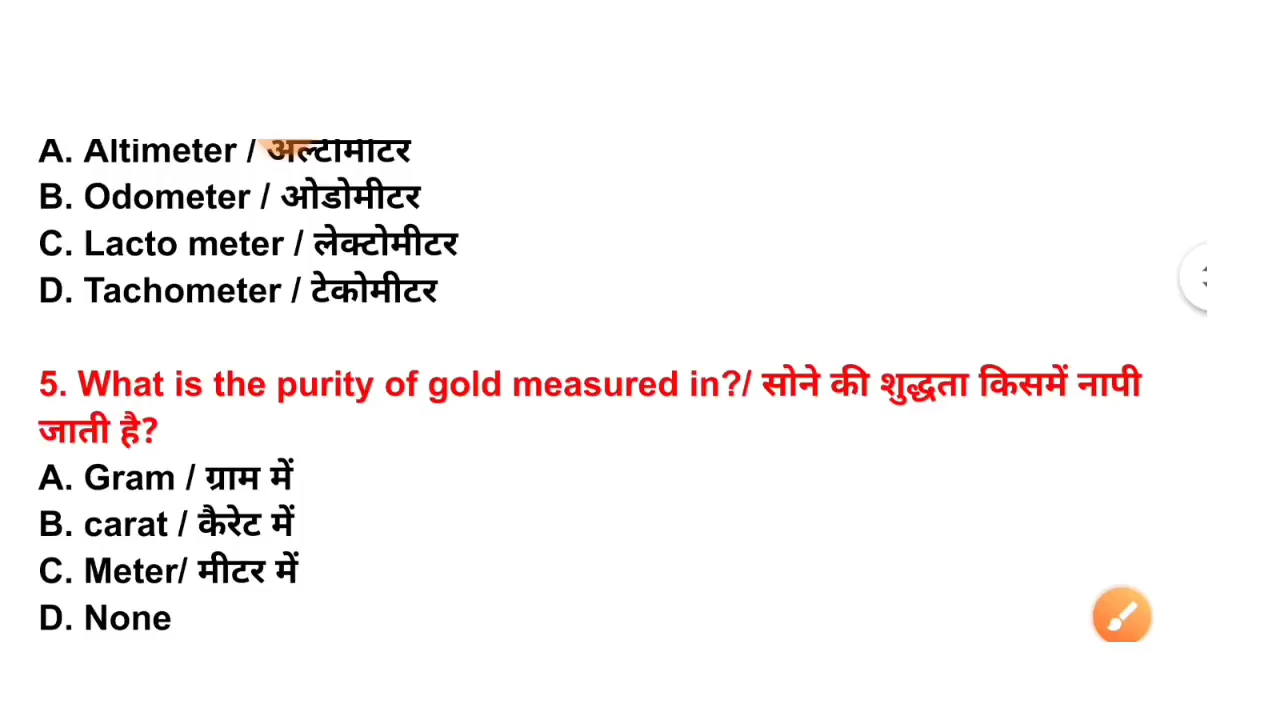 A. Altimeter / अल्टीमीटर
B. Odometer / ओडोमीटर
C. Lacto meter / लेक्टोमीटर
D. Tachometer / टेकोमीटर
5. What is the purity of gold measured in?/ सोने की शुद्धता किसमें नापी
जाती है?
A. Gram / ग्राम में
B. carat / कैरेट में
C. Meter/ मीटर में
D. None